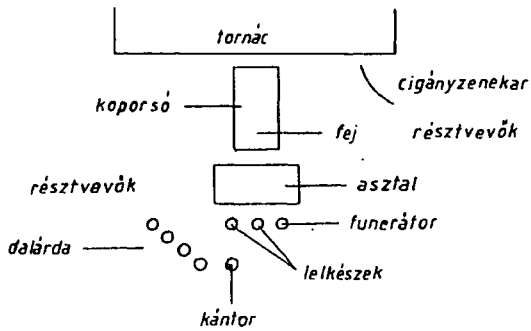 tornác
cigányzenekar
koporsó
fej
résztvevők
résztvevők
asztal
dalárda
funerátor
lelkészek
kántor